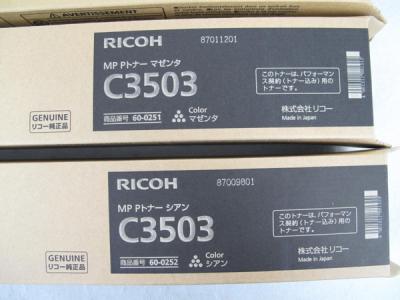 AVERTISSEMENT
RICOH
87011201
MP Pトナー マゼンタ
C3503
商品番号 60-0251
Color
マゼンタ
このトナーは、パフォーマン
ス契約(トナー込み)用の
トナーです。
株式会社リコー
Made in Japan
GENUINE
リコー純正品
RICOH
87009801
MP Pトナー シアン
C3503
商品番号 60-0252
Color
シアン
このトナーは、パフォーマン
ス契約(トナー込み)用の
トナーです。
株式会社リコー
Made in Japan
GENUINE
リコー純正品